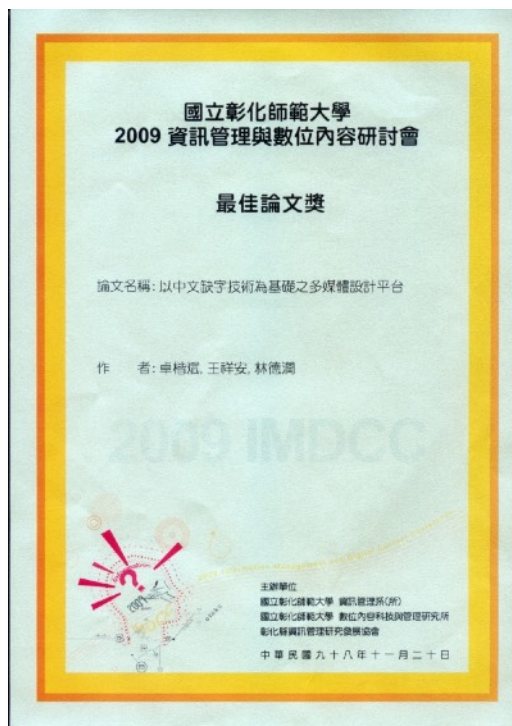 國立彰化師範大學
2009 資訊管理與數位內容研討會
最佳論文獎
論文名稱: 以中文缺字技術為基礎之多媒體設計平台
作　　者: 卓楷焜, 王祥安, 林德潤
2009 IMDCC
主辦單位
國立彰化師範大學 資訊管理系(所)
國立彰化師範大學 數位內容科技與管理研究所
彰化縣資訊管理研究發展協會
中華民國九十八年十一月二十日